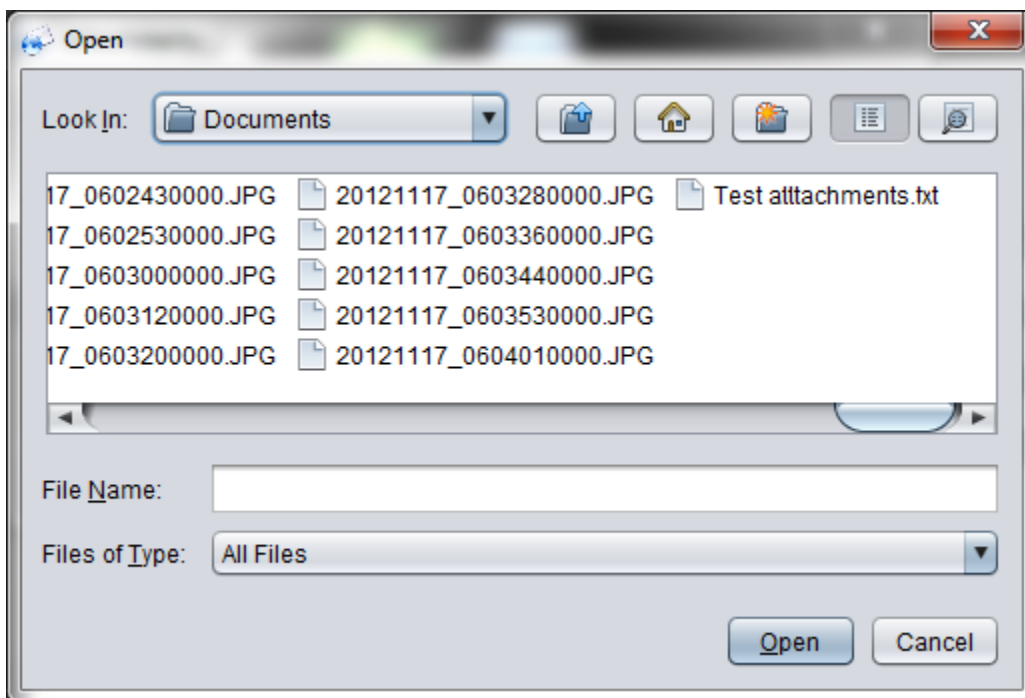 Open
Look In: Documents
17_0602430000.JPG 20121117_0603280000.JPG Test atttachments.txt
17_0602530000.JPG 20121117_0603360000.JPG
17_0603000000.JPG 20121117_0603440000.JPG
17_0603120000.JPG 20121117_0603530000.JPG
17_0603200000.JPG 20121117_0604010000.JPG
File Name:
Files of Type: All Files
Open Cancel